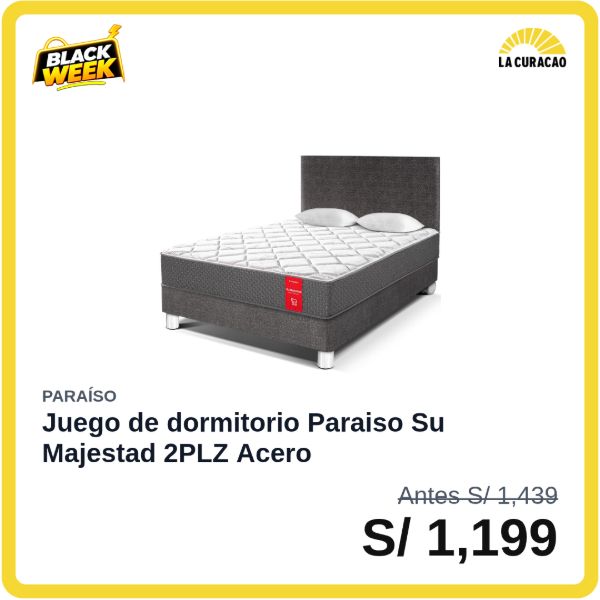 BLACK
WEEK
LA CURACAO
PARAÍSO
Juego de dormitorio Paraiso Su
Majestad 2PLZ Acero
Antes S/ 1,439
S/ 1,199